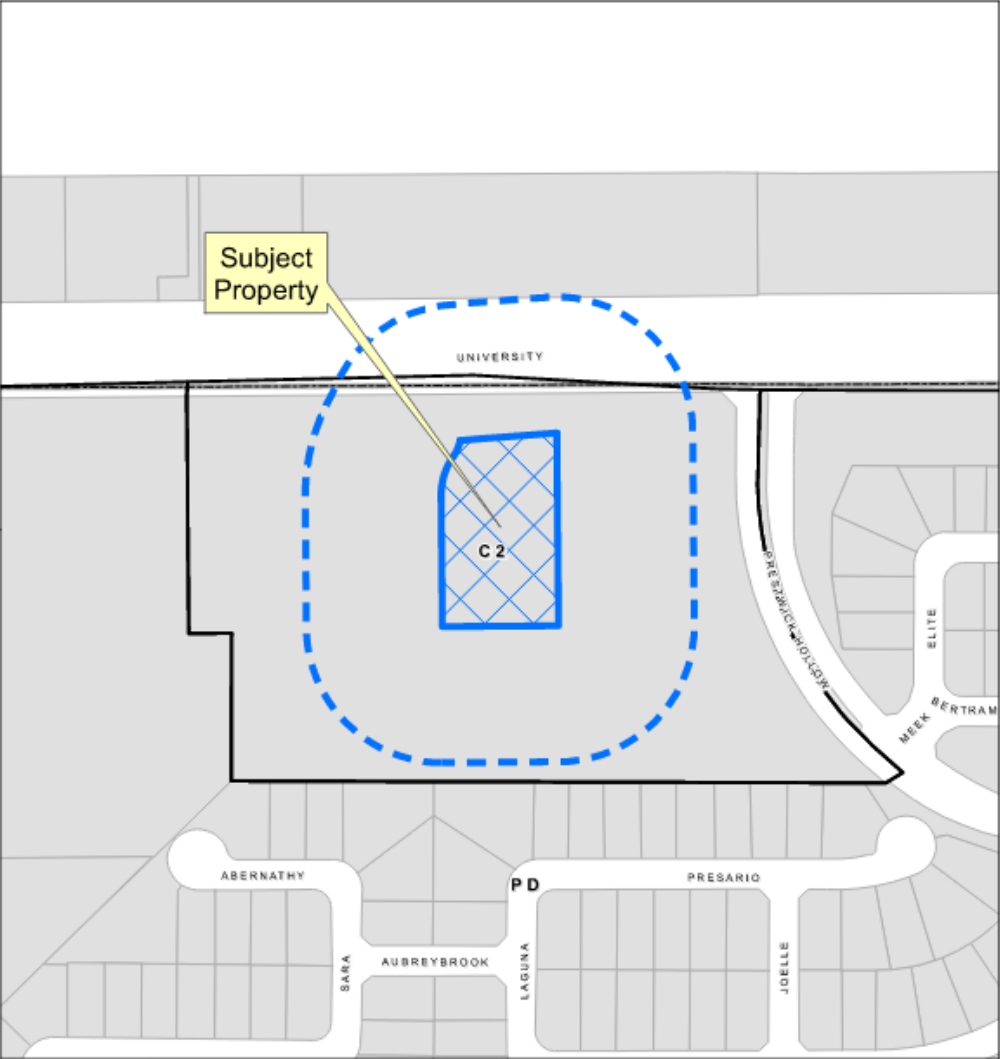 Subject
Property
UNIVERSITY
C 2
PRESTWICK HOLLOW
ELITE
BERTRAM
MEEK
ABERNATHY
PRESARIO
P D
AUBREYBROOK
SARA
LAGUNA
JOELLE